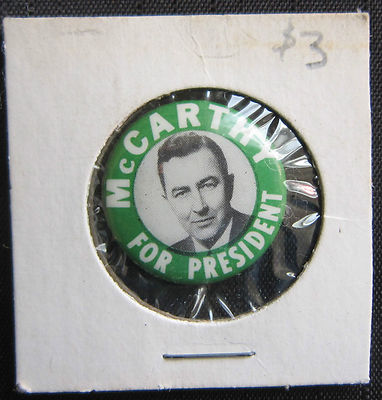 $3
McCARTHY
FOR PRESIDENT